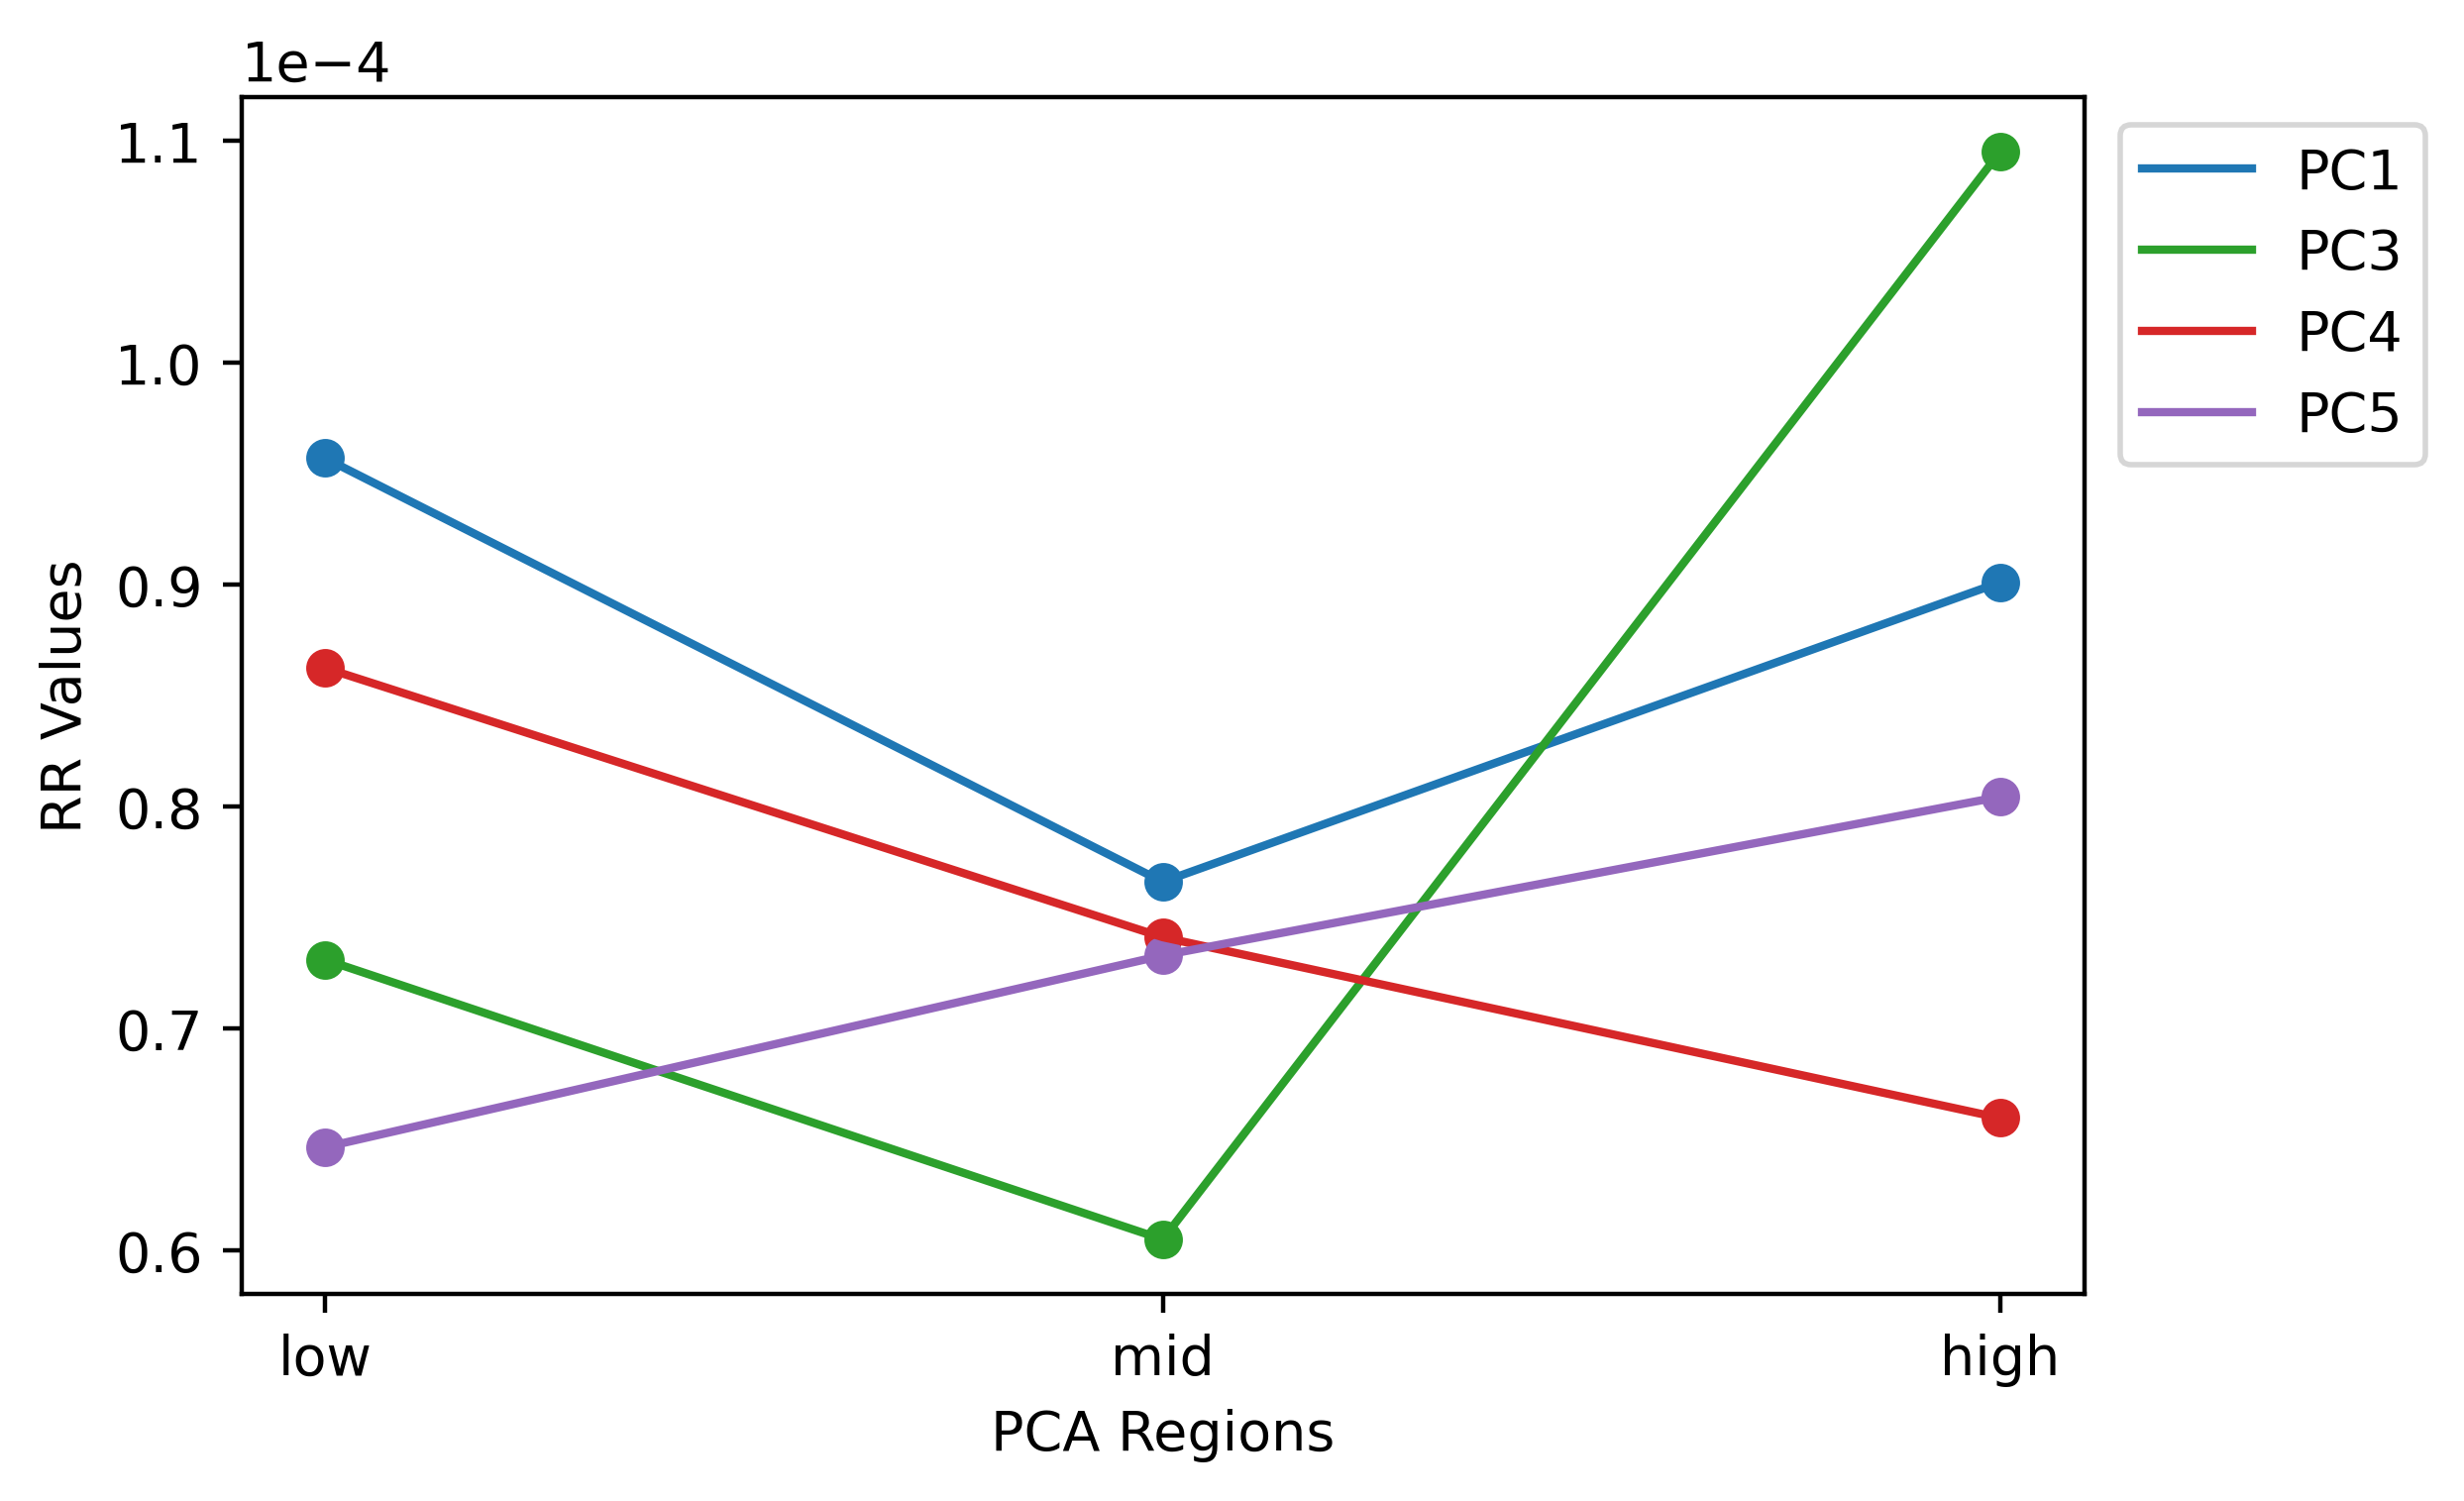 1e−4
1.1
1.0
0.9
0.8
0.7
0.6
RR Values
low
mid
high
PCA Regions
PC1
PC3
PC4
PC5